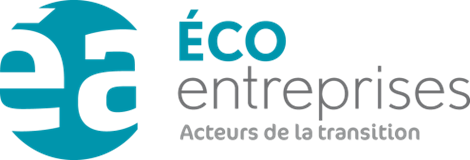 éa
ÉCO
entreprises
Acteurs de la transition